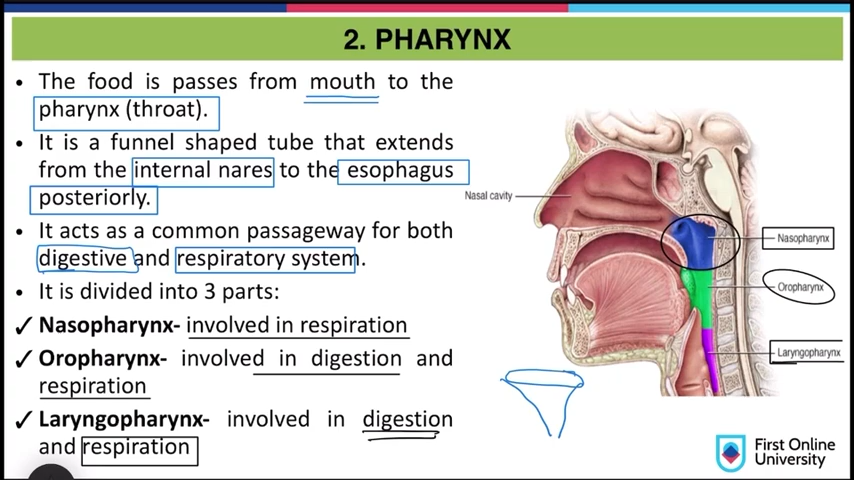 2. PHARYNX
• The food is passes from mouth to the
pharynx (throat).
• It is a funnel shaped tube that extends
from the internal nares to the esophagus
posteriorly.
• It acts as a common passageway for both
digestive and respiratory system.
• It is divided into 3 parts:
✓ Nasopharynx- involved in respiration
✓ Oropharynx- involved in digestion and
respiration
✓ Laryngopharynx- involved in digestion
and respiration
Nasal cavity
Nasopharynx
Oropharynx
Laryngopharynx
First Online
University